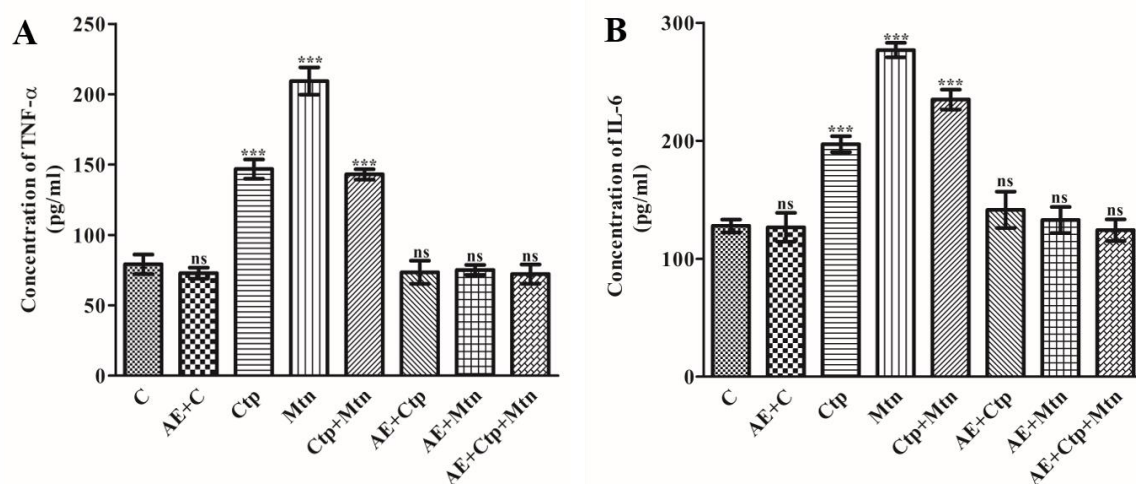 A
Concentration of TNF-α
(pg/ml)
250
200
150
100
50
0
ns
***
***
***
ns
ns
ns
C
AE+C
Ctp
Mtn
Ctp+Mtn
AE+Ctp
AE+Mtn
AE+Ctp+Mtn
B
Concentration of IL-6
(pg/ml)
300
200
100
0
ns
***
***
***
ns
ns
ns
C
AE+C
Ctp
Mtn
Ctp+Mtn
AE+Ctp
AE+Mtn
AE+Ctp+Mtn